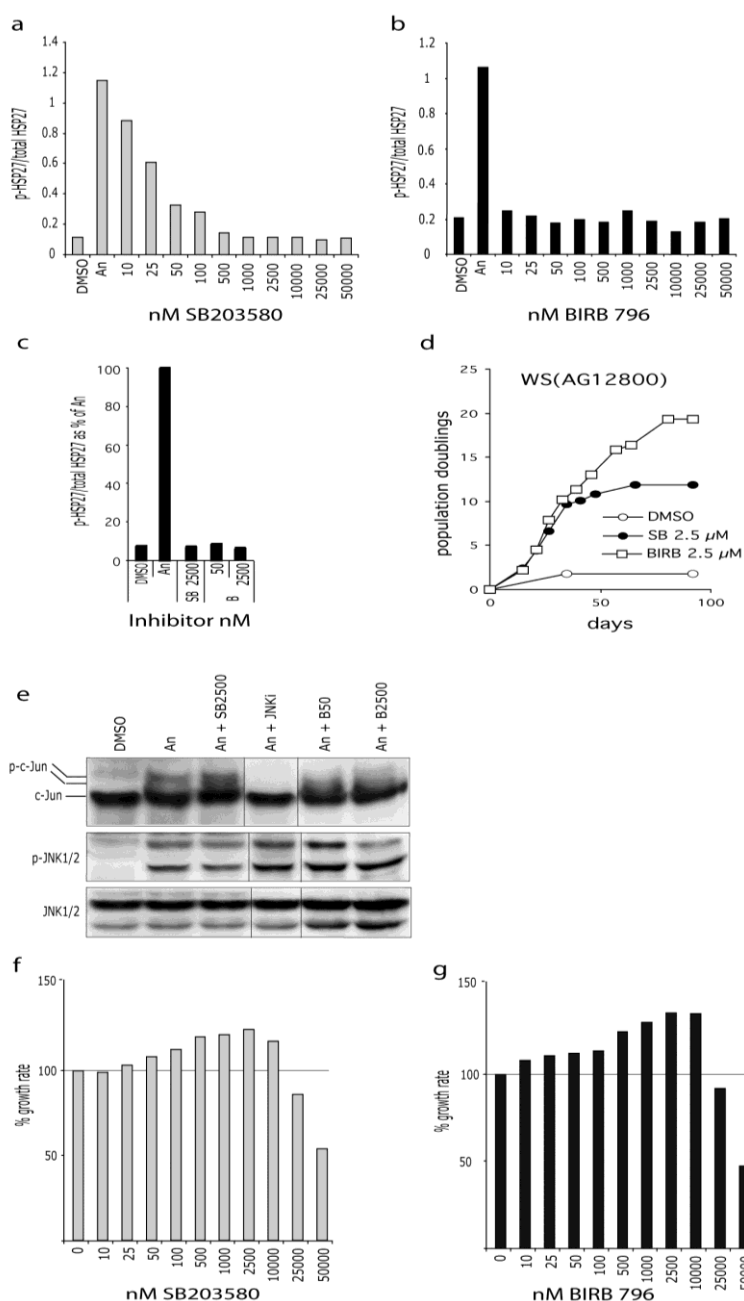 a
1.4
1.2
1
0.8
0.6
0.4
0.2
0
p-HSP27/total HSP27
DMSO An 10 25 50 100 500 1000 2500 10000 25000 50000
nM SB203580
b
1.4
1.2
1
0.8
0.6
0.4
0.2
0
p-HSP27/total HSP27
DMSO An 10 25 50 100 500 1000 2500 10000 25000 50000
nM BIRB 796
c
100
80
60
40
20
0
p-HSP27/total HSP27 as % of An
DMSO An SB 2500 50 2500
B
Inhibitor nM
d
WS(AG12800)
25
20
15
10
5
0
population doublings
DMSO
SB 2.5 µM
BIRB 2.5 µM
0 50 100
days
e
DMSO An An + SB2500 An + JNKi An + B50 An + B2500
p-c-Jun
c-Jun
p-JNK1/2
JNK1/2
f
150
100
50
% growth rate
0 10 25 50 100 500 1000 2500 10000 25000 50000
nM SB203580
g
150
100
50
% growth rate
0 10 25 50 100 500 1000 2500 10000 25000 50000
nM BIRB 796